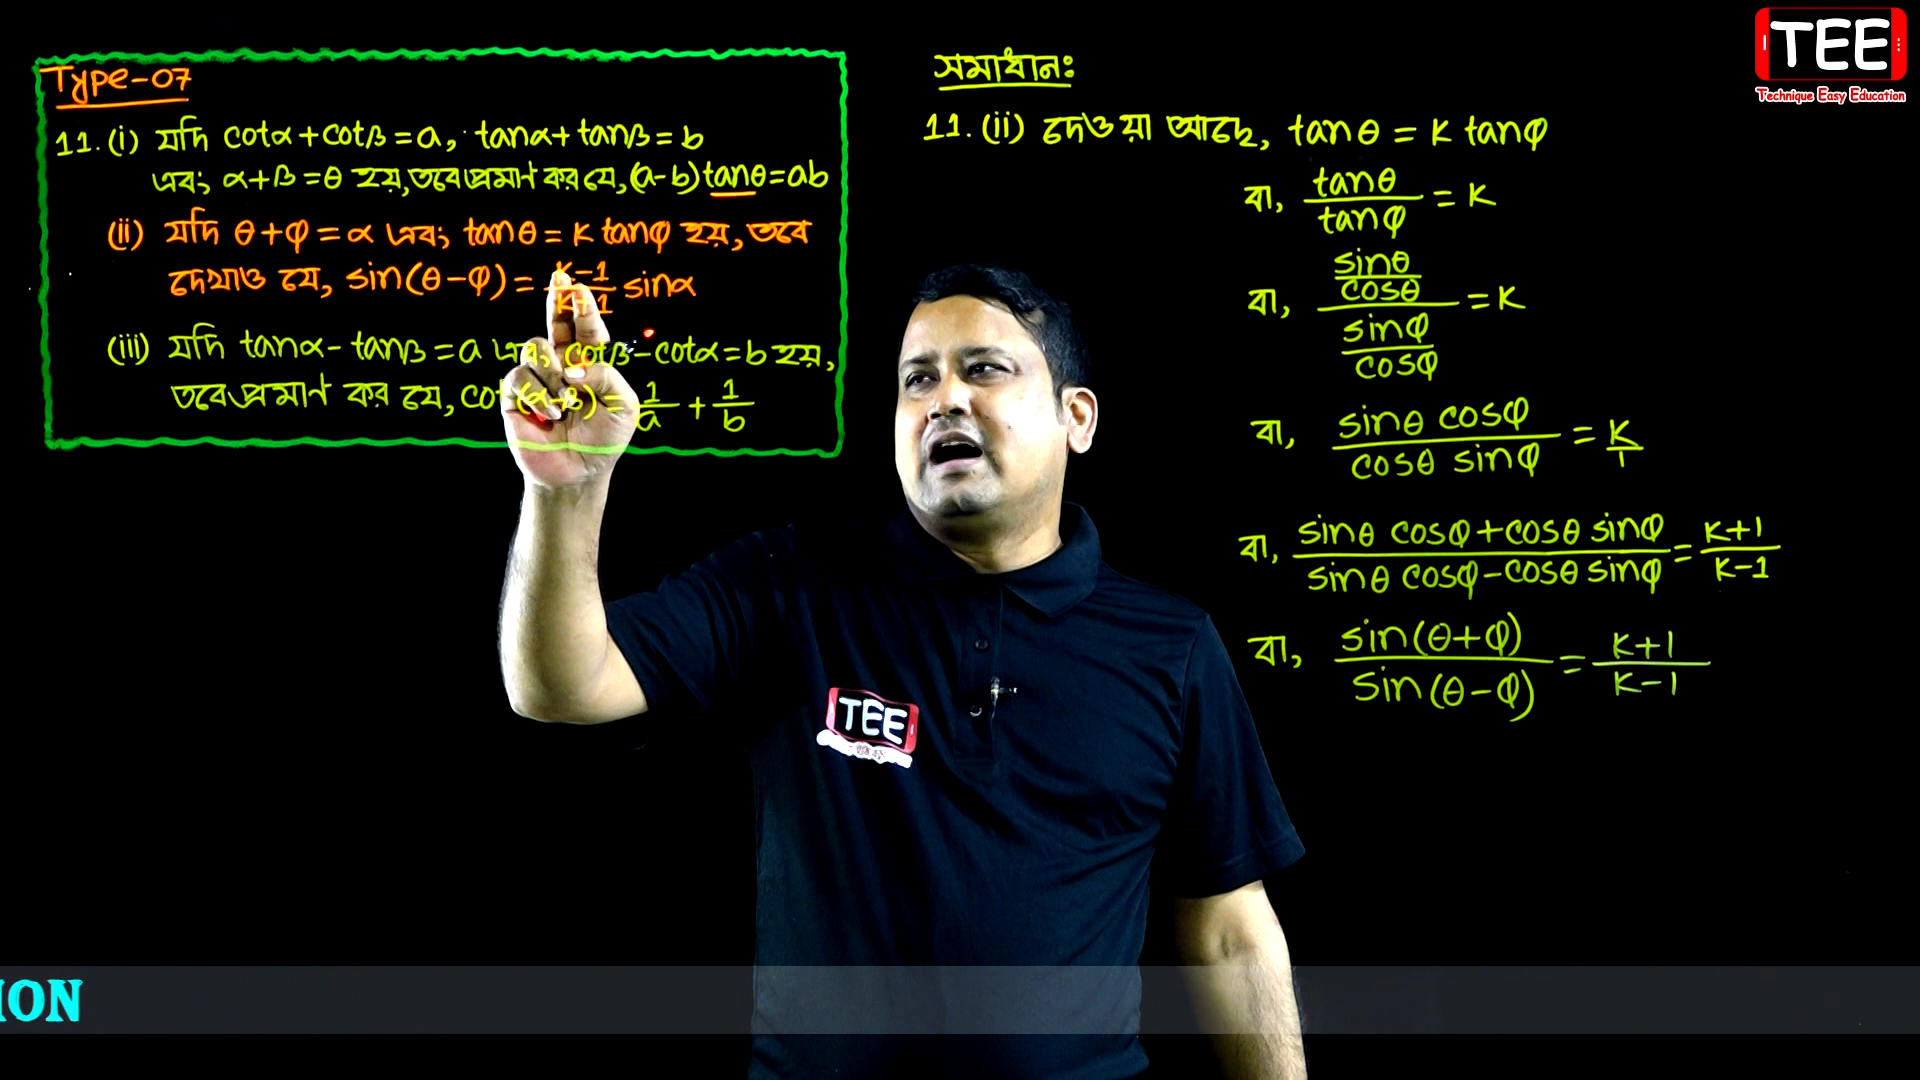 Type-07
11. (i) যদি cotα + cotβ = a, tanα + tanβ = b
এবং α+β = θ হয়, তবে প্রমাণ কর যে, (a-b) tanθ = ab
(ii) যদি θ+φ = α এবং tanθ = K tanφ হয়, তবে
দেখাও যে, sin(θ-φ) = K-1/K+1 sinα
(iii) যদি tanα - tanβ = a এবং cotβ - cotα = b হয়,
তবে প্রমাণ কর যে, cot(α-β) = 1/a + 1/b
সমাধানঃ
11. (ii) দেওয়া আছে, tanθ = K tanφ
বা, tanθ/tanφ = K
বা, (sinθ/cosθ)/(sinφ/cosφ) = K
বা, sinθ cosφ/cosθ sinφ = K/1
বা, sinθ cosφ + cosθ sinφ/sinθ cosφ - cosθ sinφ = K+1/K-1
বা, sin(θ+φ)/sin(θ-φ) = K+1/K-1
TEE
Technique Easy Education
TEE
ION